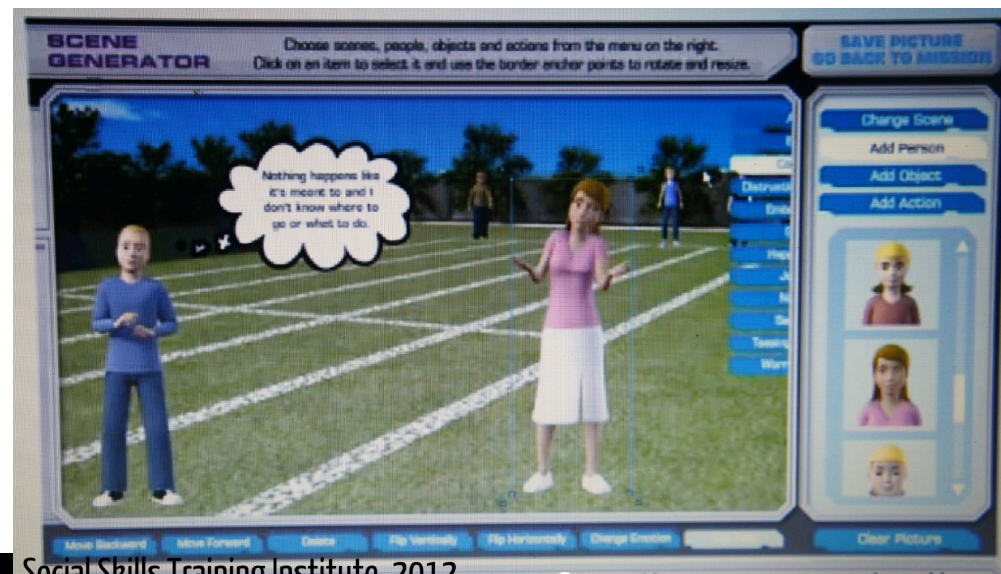 SCENE
GENERATOR
Choose scenes, people, objects and actions from the menu on the right.
Click on an item to select it and use the border anchor points to rotate and resize.
SAVE PICTURE
GO BACK TO MISSION
Nothing happens like
it's meant to and I
don't know where to
go or what to do.
Change Scene
Add Person
Add Object
Add Action
Move Backward
Move Forward
Delete
Flip Vertically
Flip Horizontally
Change Emotion
Clear Picture
Social Skills Training Institute, 2012